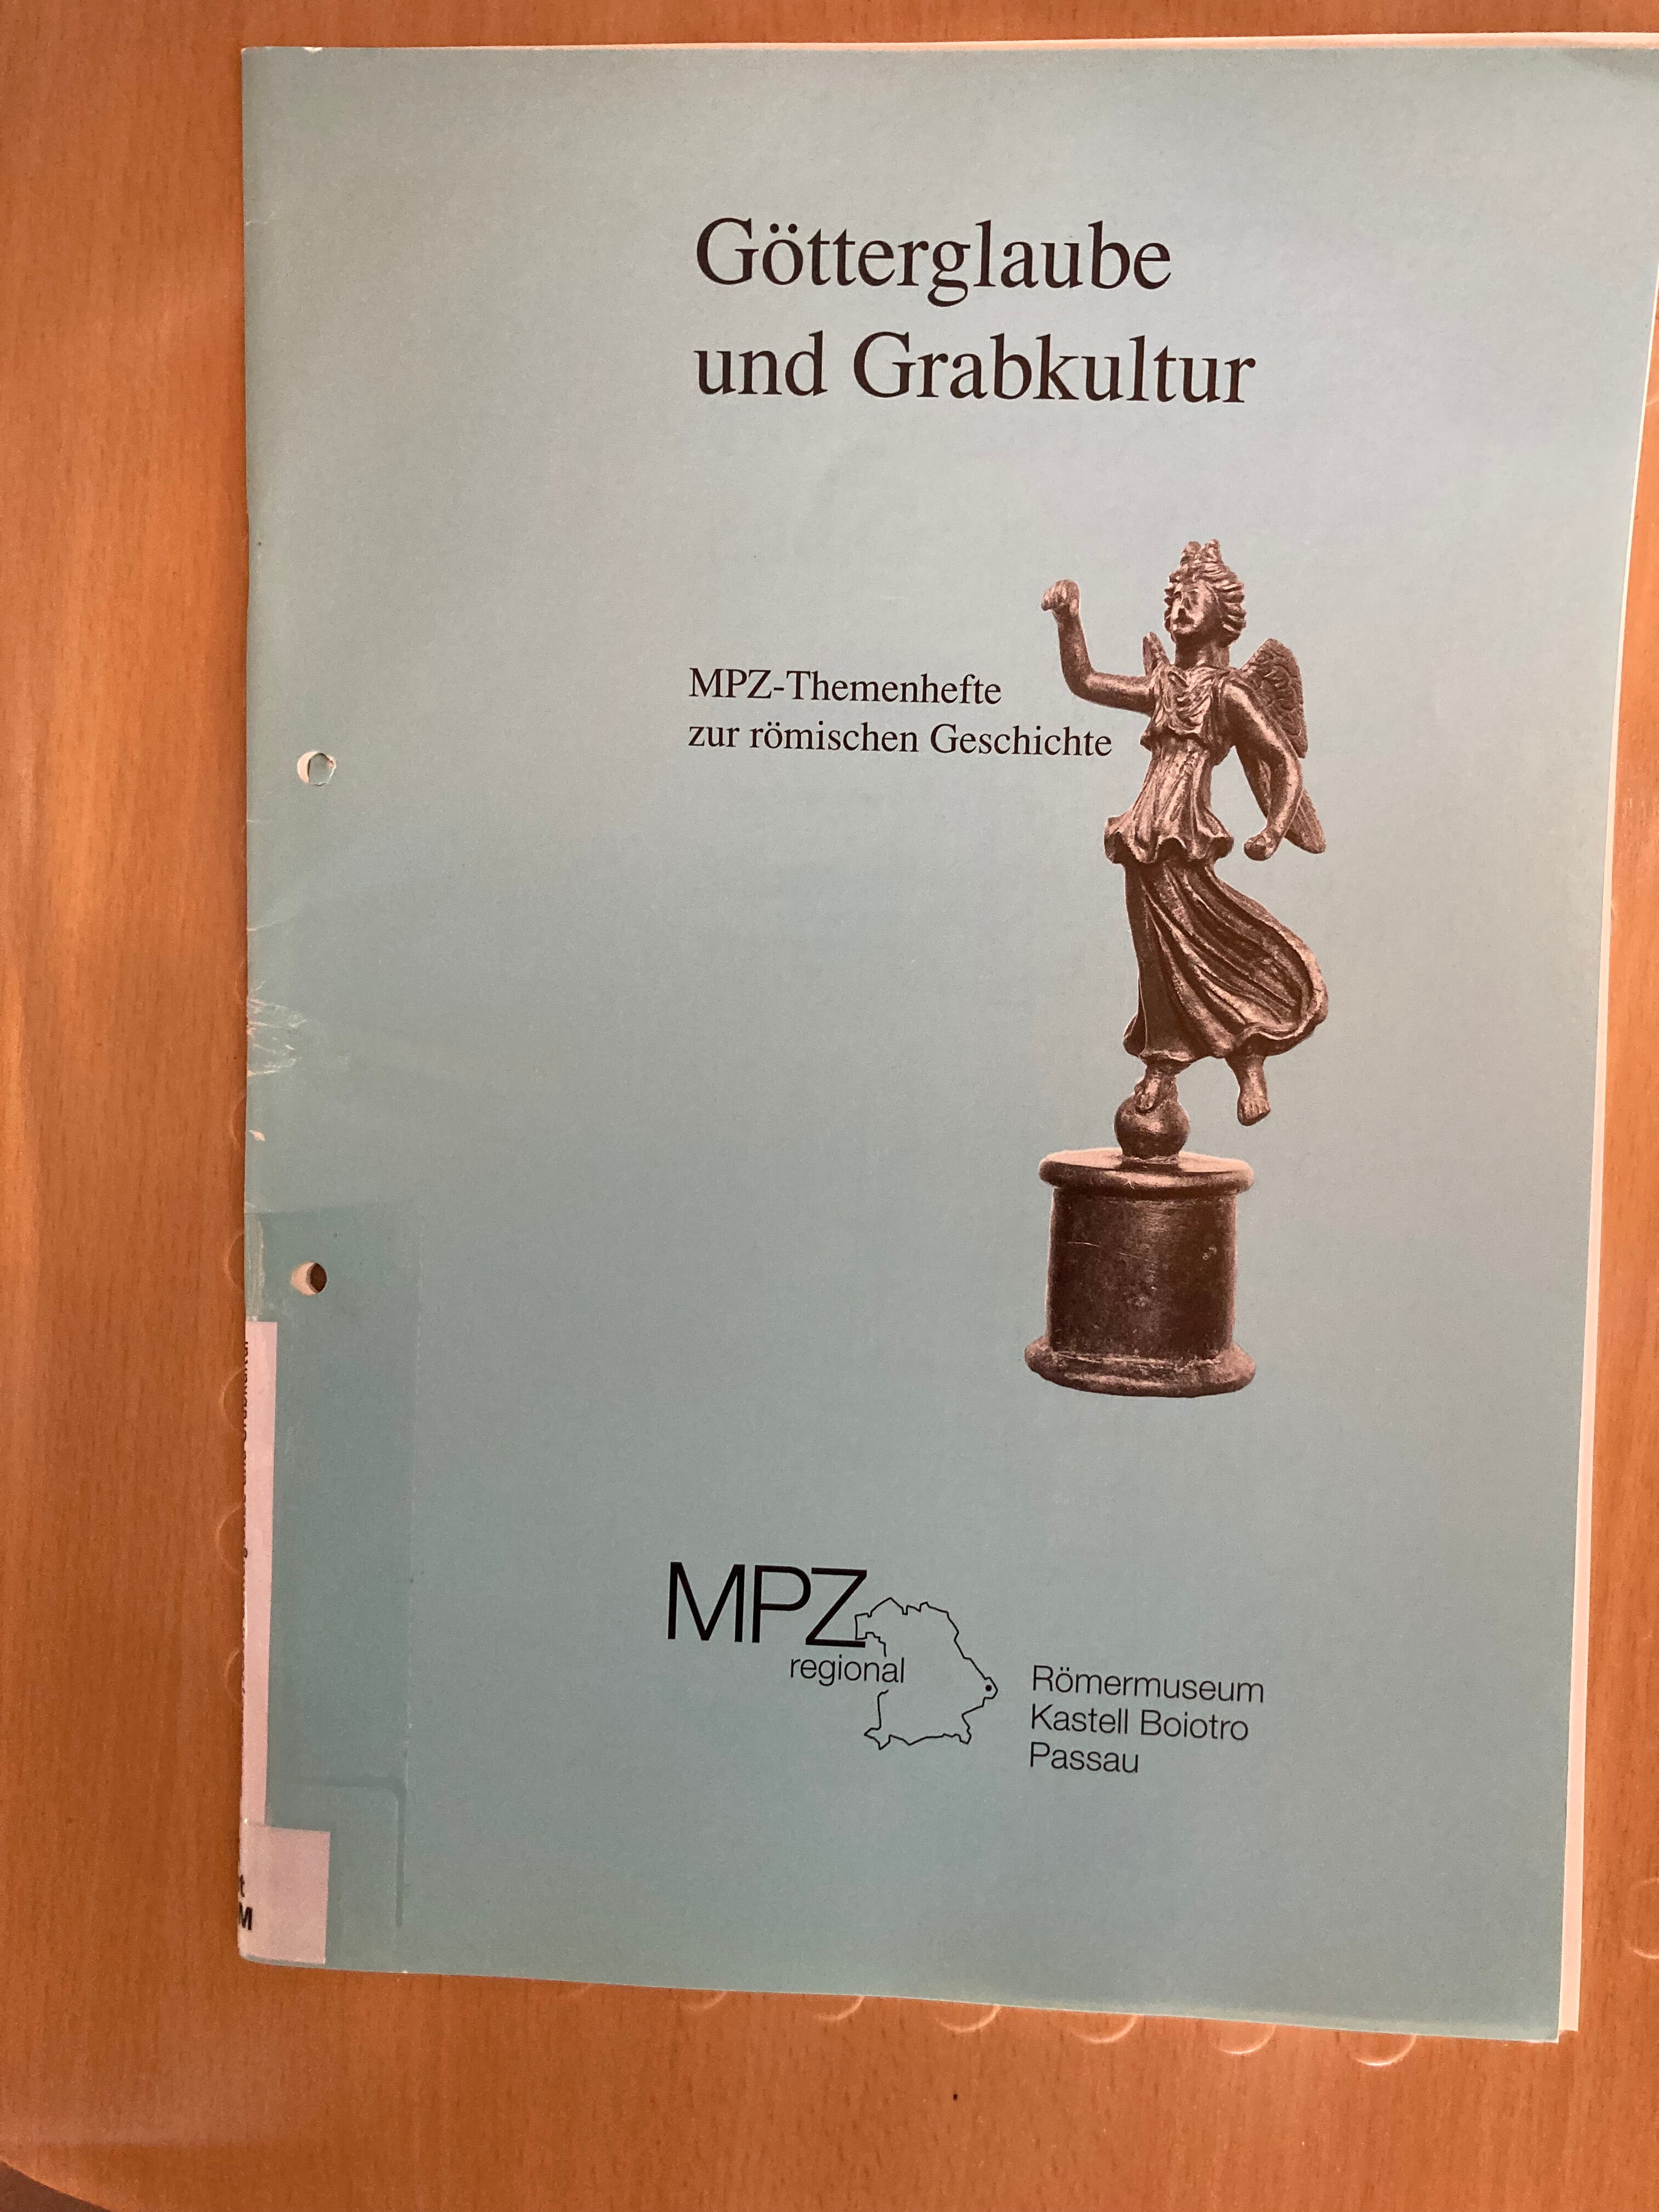 Götterglaube
und Grabkultur
MPZ-Themenhefte
zur römischen Geschichte
MPZ
regional
Römermuseum
Kastell Boiotro
Passau